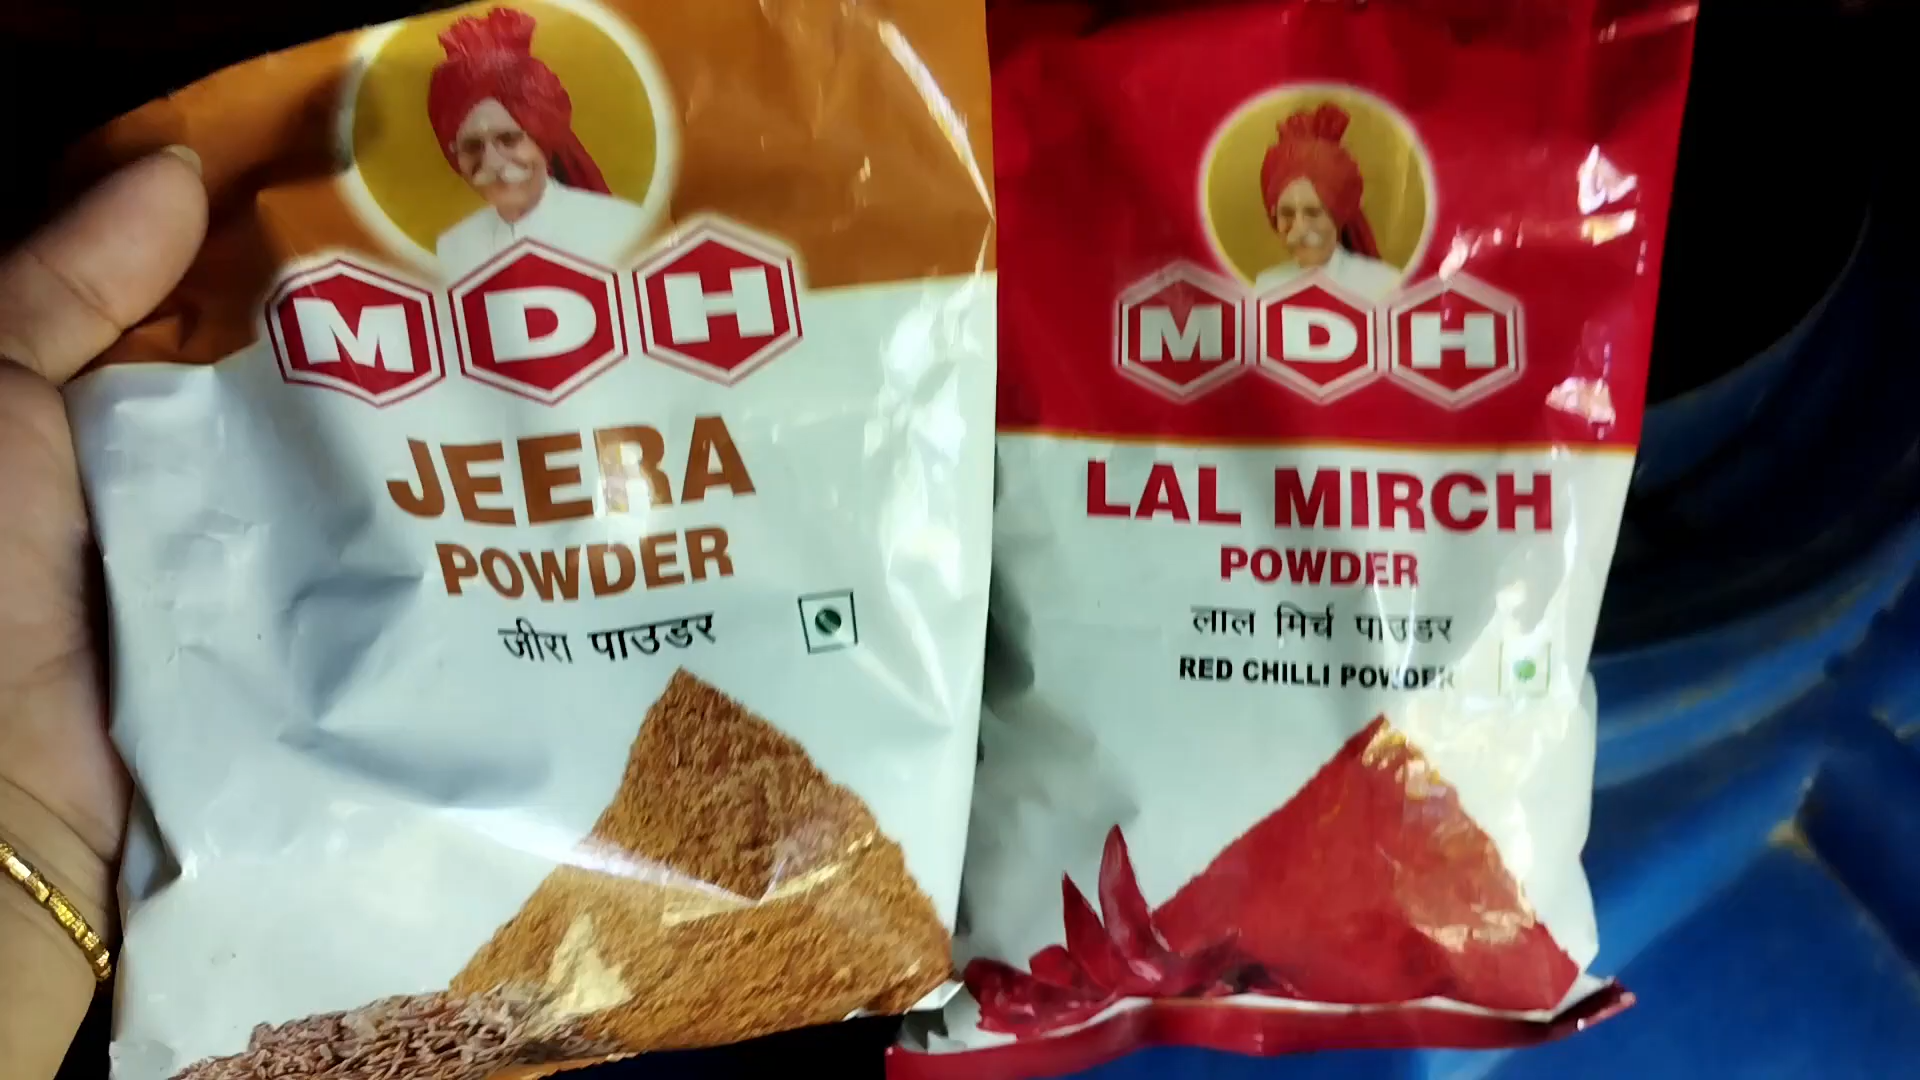 MDH
JEERA
POWDER
जीरा पाउडर
MDH
LAL MIRCH
POWDER
लाल मिर्च पाउडर
RED CHILLI POWDER